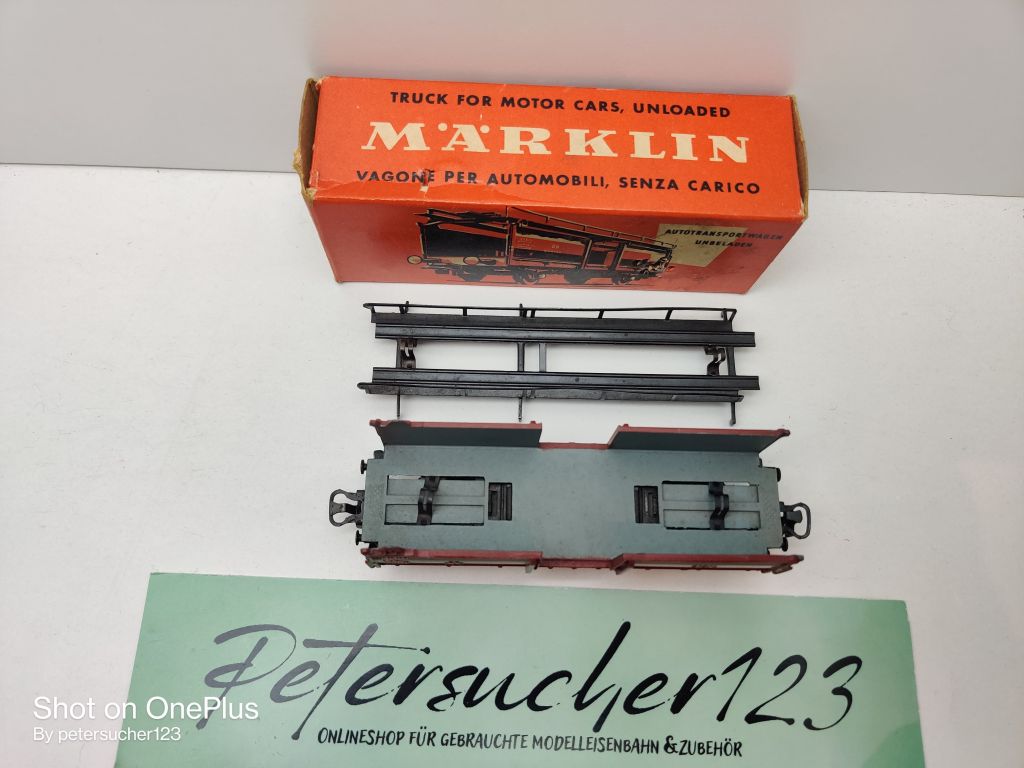 TRUCK FOR MOTOR CARS, UNLOADED
MÄRKLIN
VAGONE PER AUTOMOBILI, SENZA CARICO
AUTOTRANSPORTWAGEN
UNBELADEN
Petersucher123
ONLINESHOP FÜR GEBRAUCHTE MODELLEISENBAHN & ZUBEHÖR
Shot on OnePlus
By petersucher123